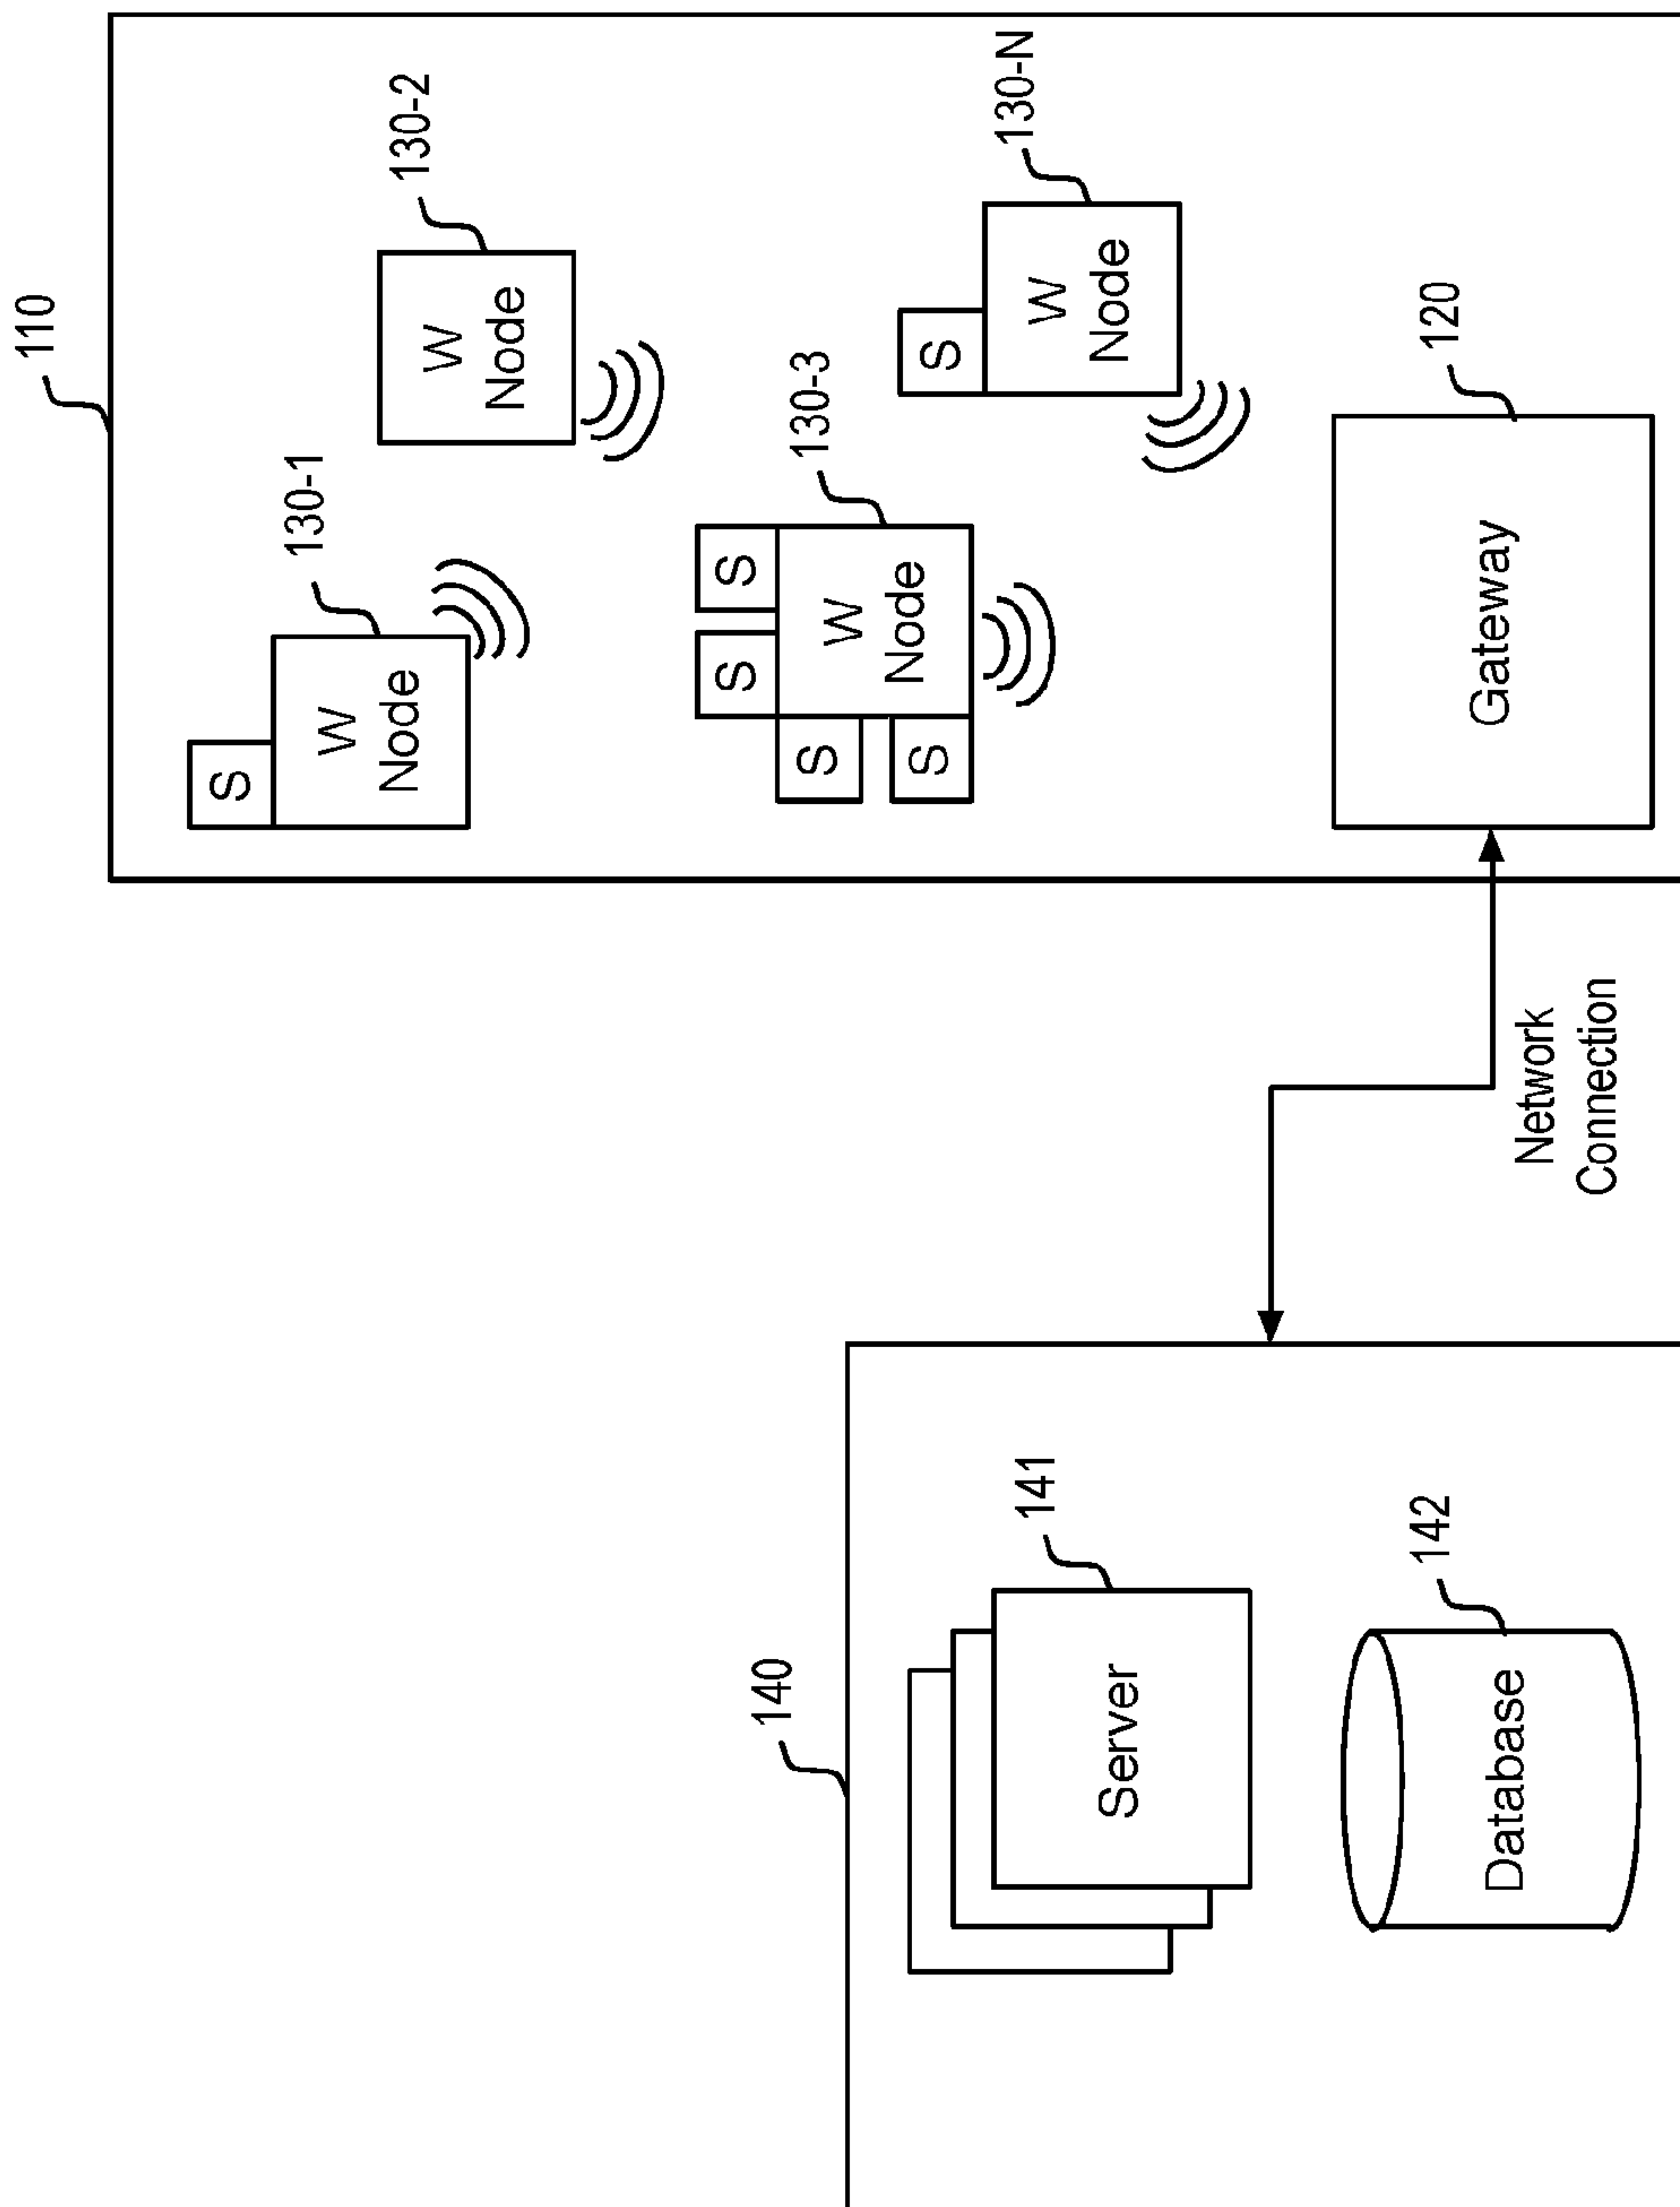 110
130-1
130-2
S
W
Node
W
Node
130-3
130-N
S
S
S
S
W
Node
S
W
Node
120
Gateway
Network
Connection
140
141
Server
142
Database